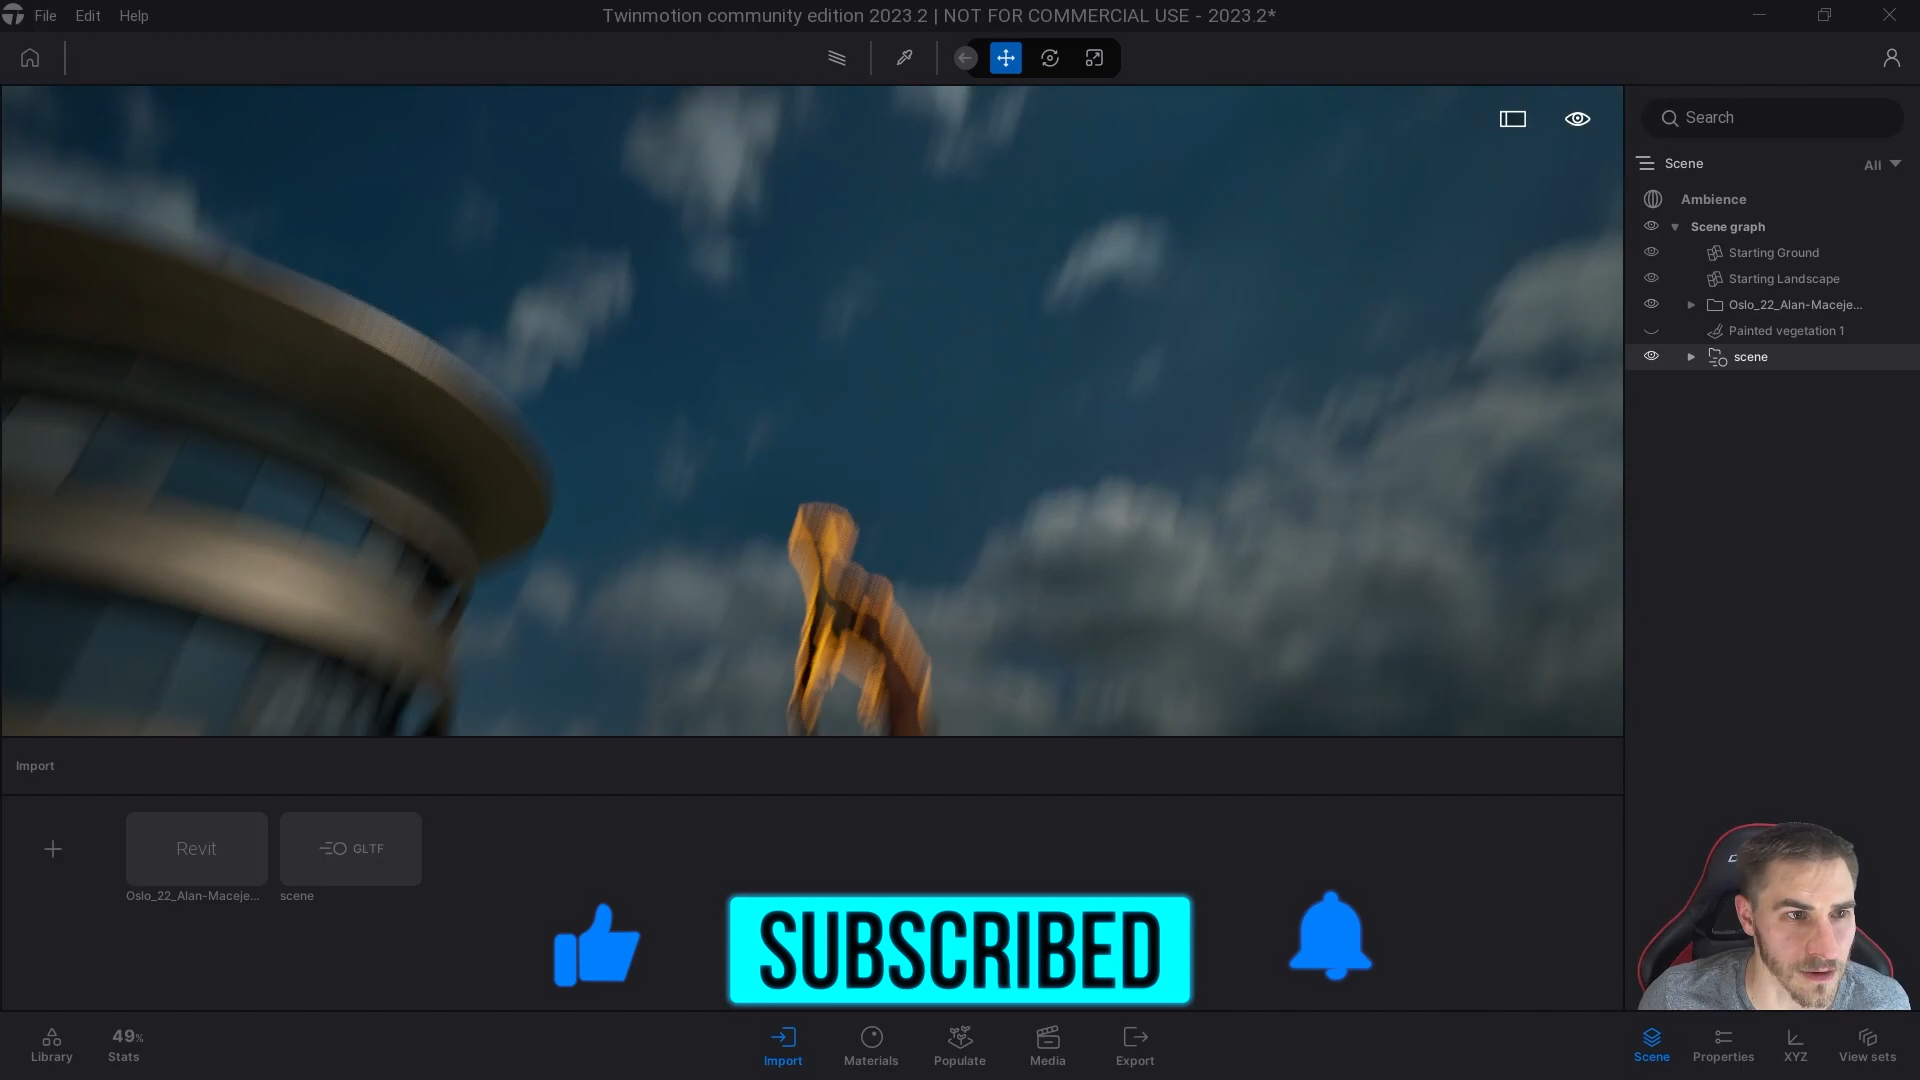 File Edit Help
Twinmotion community edition 2023.2 | NOT FOR COMMERCIAL USE - 2023.2*
Search
Scene
All
Ambience
Scene graph
Starting Ground
Starting Landscape
Oslo_22_Alan-Maceje...
Painted vegetation 1
scene
Import
Revit
GLTF
Oslo_22_Alan-Maceje...
scene
SUBSCRIBED
49%
Library
Stats
Import
Materials
Populate
Media
Export
Scene
Properties
XYZ
View sets